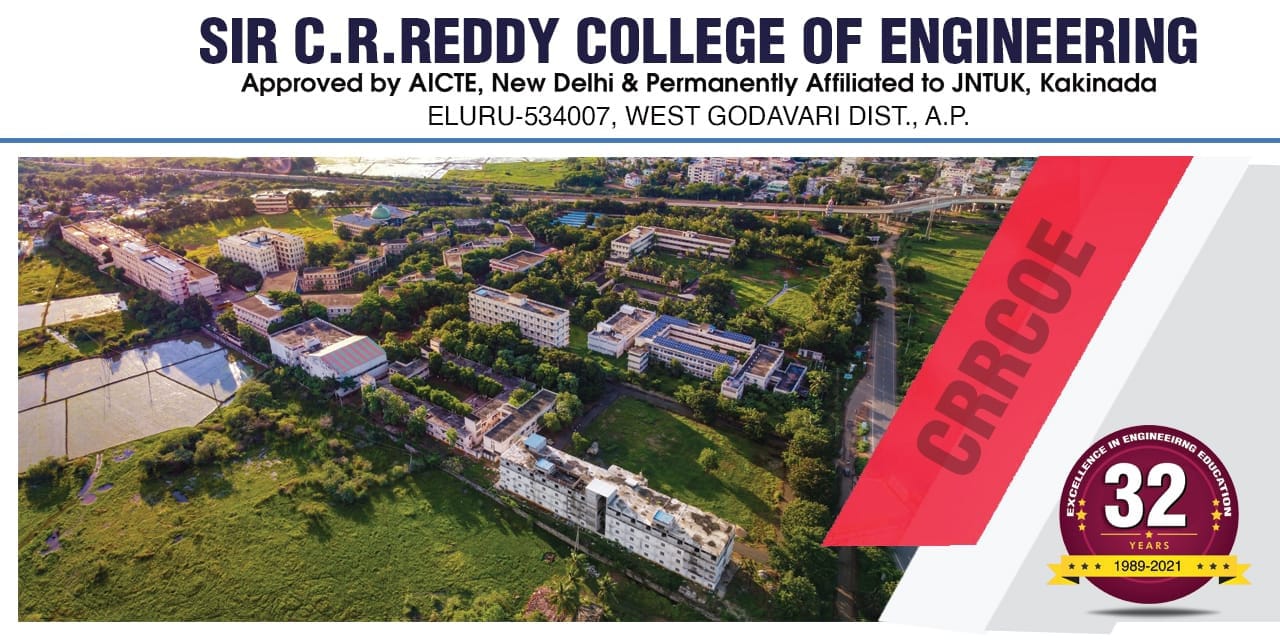 SIR C.R.REDDY COLLEGE OF ENGINEERING
Approved by AICTE, New Delhi & Permanently Affiliated to JNTUK, Kakinada
ELURU-534007, WEST GODAVARI DIST., A.P.
CRRCOE
EXCELLENCE IN ENGINEEIRNG EDUCATION
32
YEARS
1989-2021